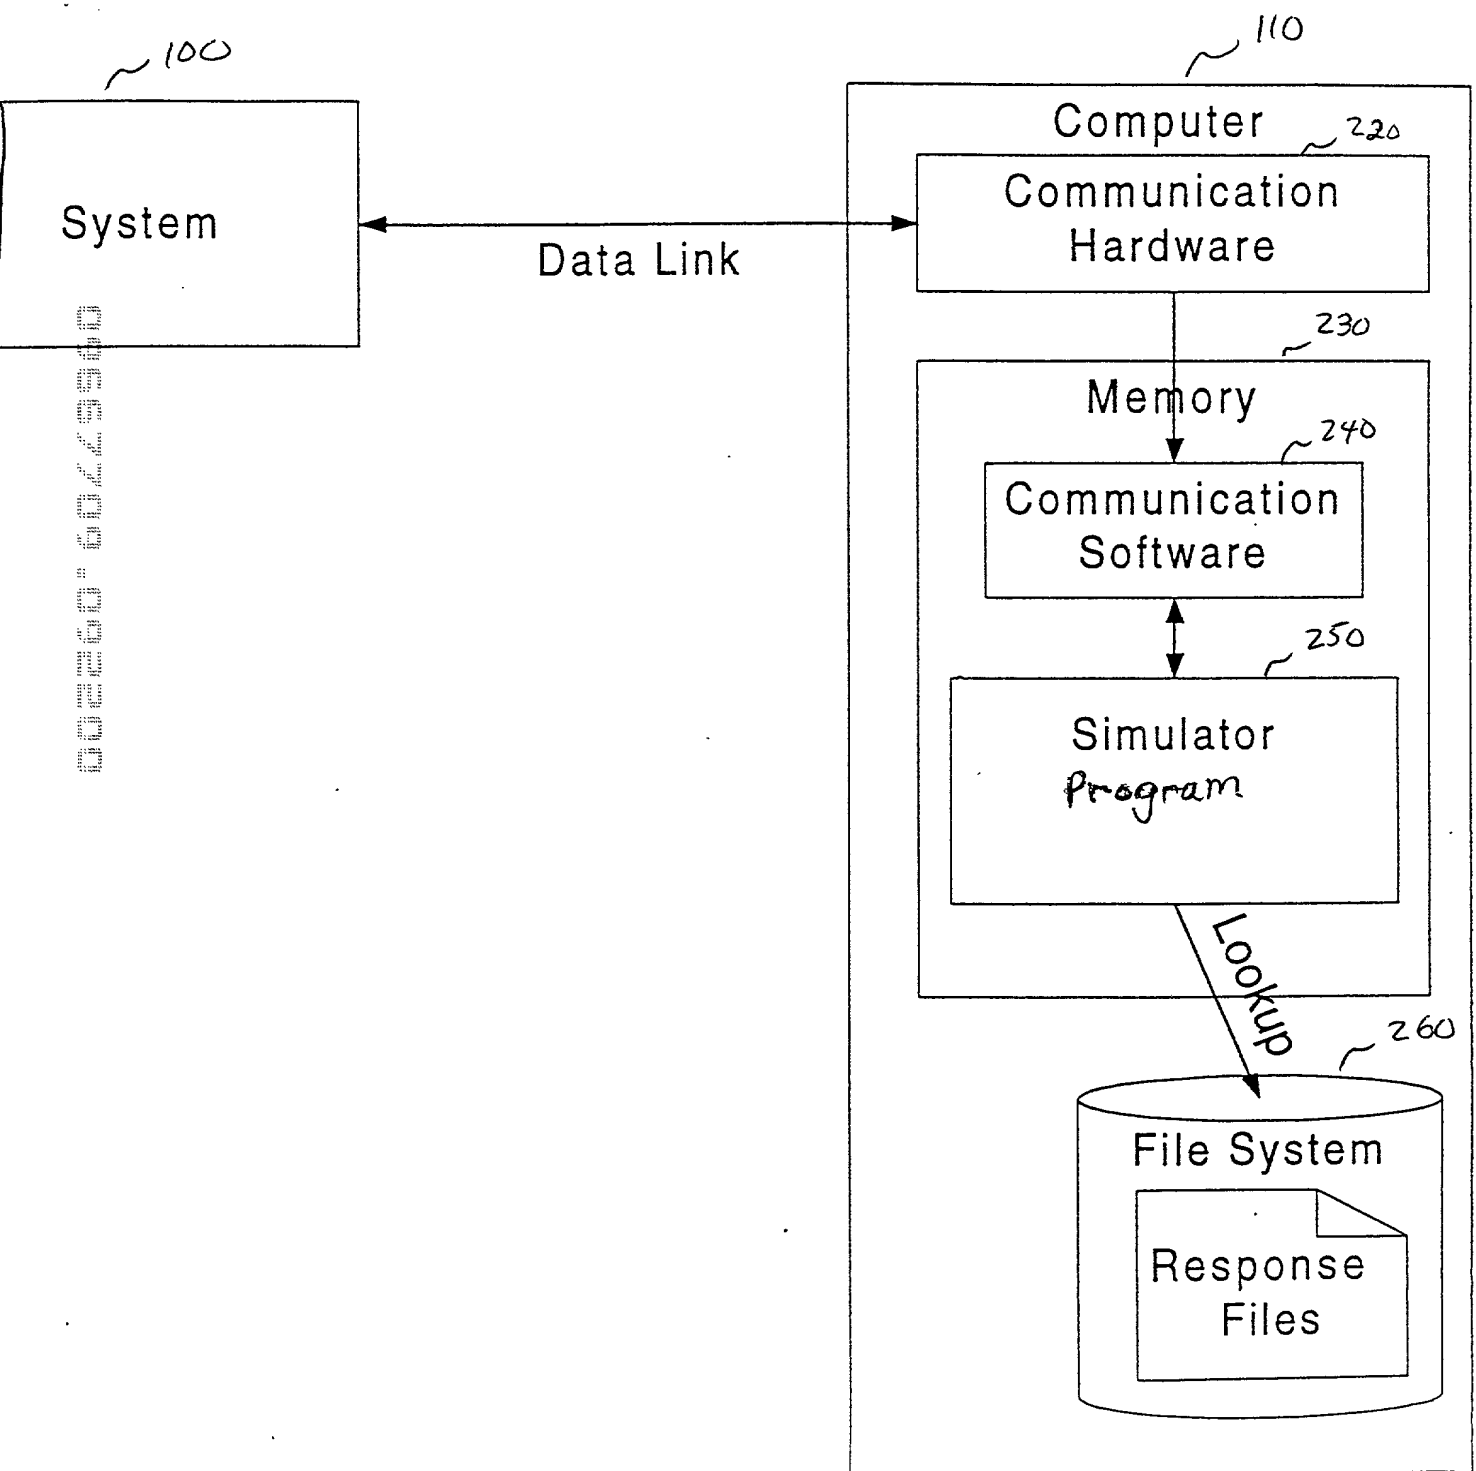 100
110
Computer
220
System
Communication
Hardware
Data Link
230
Memory
240
Communication
Software
250
Simulator
Program
Lookup
260
File System
Response
Files